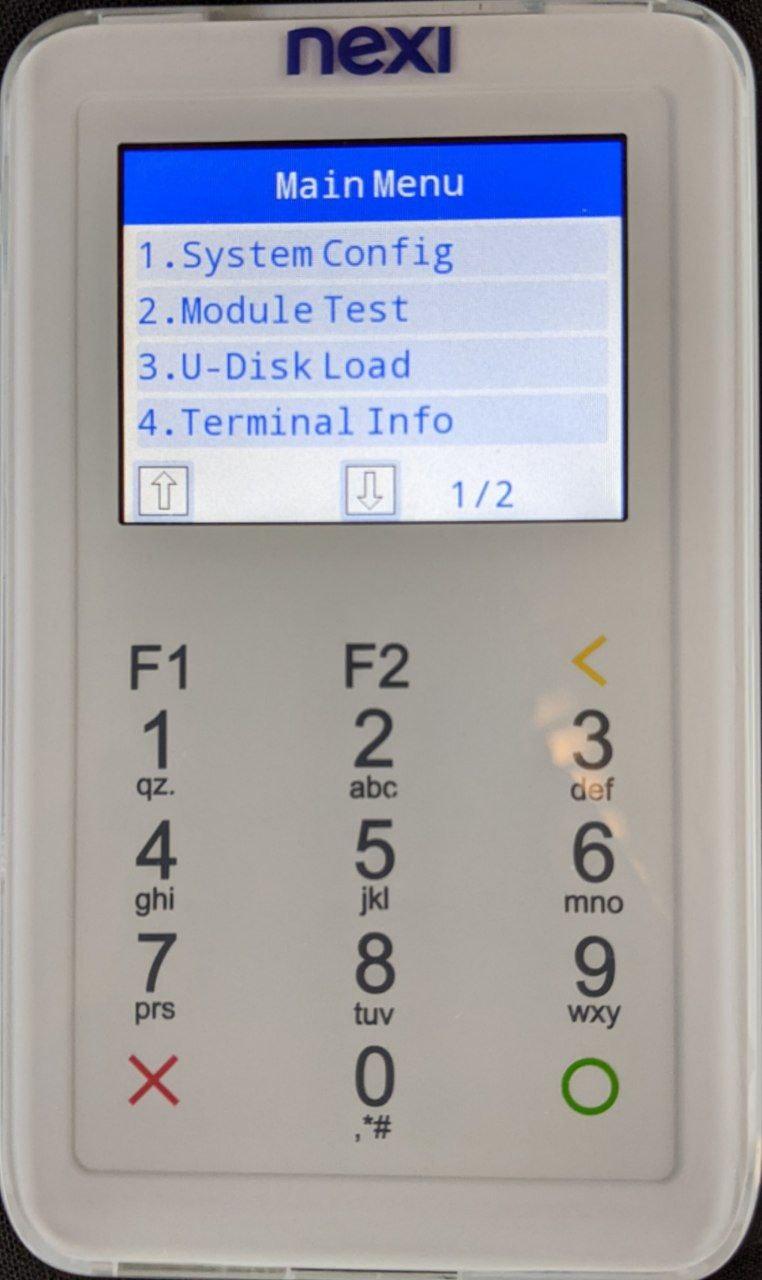 nexi
Main Menu
1.System Config
2.Module Test
3.U-Disk Load
4.Terminal Info
1/2
F1 F2 <
1 2 3
qz. abc def
4 5 6
ghi jkl mno
7 8 9
prs tuv wxy
0
,*#